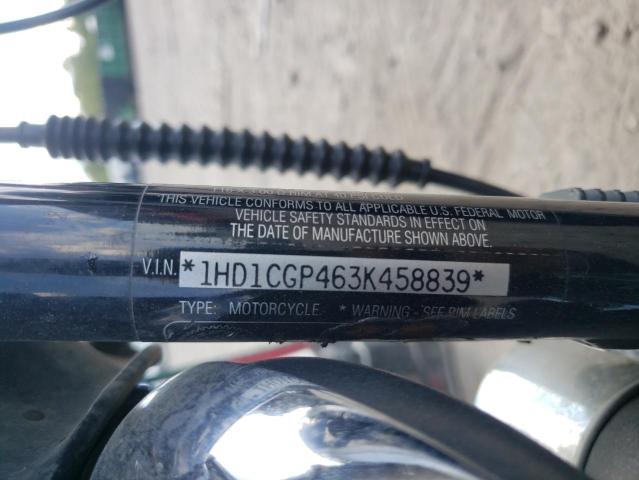 THIS VEHICLE CONFORMS TO ALL APPLICABLE U.S. FEDERAL MOTOR
VEHICLE SAFETY STANDARDS IN EFFECT ON
THE DATE OF MANUFACTURE SHOWN ABOVE.
V.I.N. *1HD1CGP463K458839*
TYPE: MOTORCYCLE * WARNING - SEE RIM LABELS